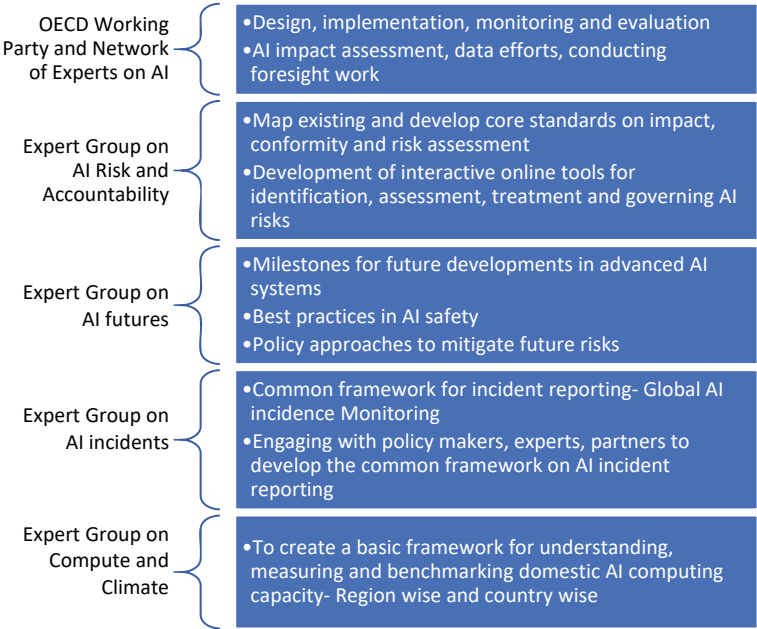 OECD Working
Party and Network
of Experts on AI
•Design, implementation, monitoring and evaluation
•AI impact assessment, data efforts, conducting
foresight work
Expert Group on
AI Risk and
Accountability
•Map existing and develop core standards on impact,
conformity and risk assessment
•Development of interactive online tools for
identification, assessment, treatment and governing AI
risks
Expert Group on
AI futures
•Milestones for future developments in advanced AI
systems
•Best practices in AI safety
•Policy approaches to mitigate future risks
Expert Group on
AI incidents
•Common framework for incident reporting- Global AI
incidence Monitoring
•Engaging with policy makers, experts, partners to
develop the common framework on AI incident
reporting
Expert Group on
Compute and
Climate
•To create a basic framework for understanding,
measuring and benchmarking domestic AI computing
capacity- Region wise and country wise